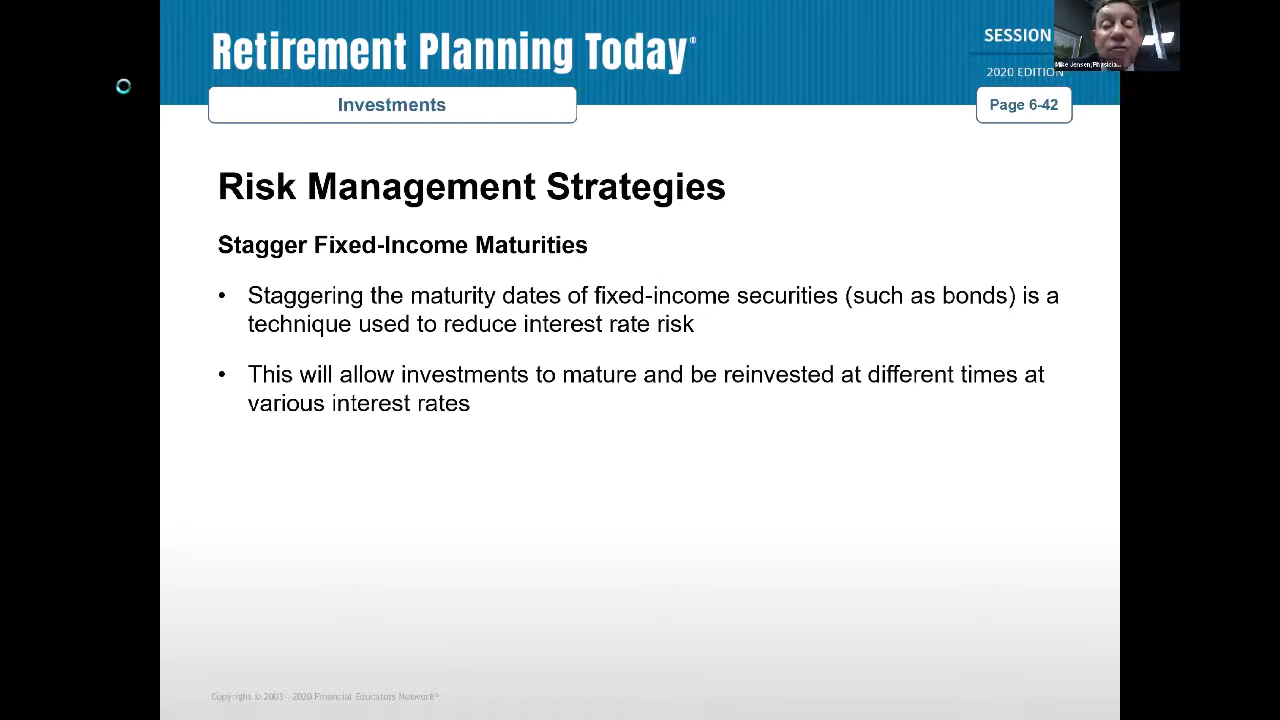 Retirement Planning Today®
SESSION
Mike Jensen, Physicia...
2020 EDITION
Investments
Page 6-42
Risk Management Strategies
Stagger Fixed-Income Maturities
• Staggering the maturity dates of fixed-income securities (such as bonds) is a
technique used to reduce interest rate risk
• This will allow investments to mature and be reinvested at different times at
various interest rates
Copyright © 2003 - 2020 Financial Educators Network®